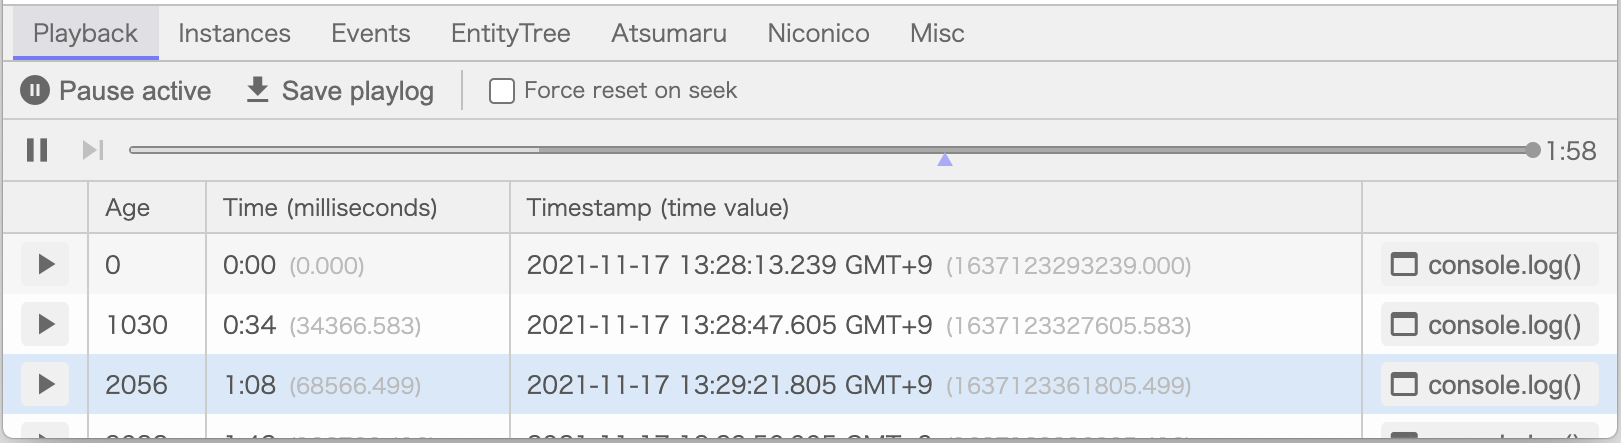 Playback Instances Events EntityTree Atsumaru Niconico Misc
Pause active Save playlog Force reset on seek
1:58
Age Time (milliseconds) Timestamp (time value)
0 0:00 (0.000) 2021-11-17 13:28:13.239 GMT+9 (1637123293239.000) console.log()
1030 0:34 (34366.583) 2021-11-17 13:28:47.605 GMT+9 (1637123327605.583) console.log()
2056 1:08 (68566.499) 2021-11-17 13:29:21.805 GMT+9 (1637123361805.499) console.log()